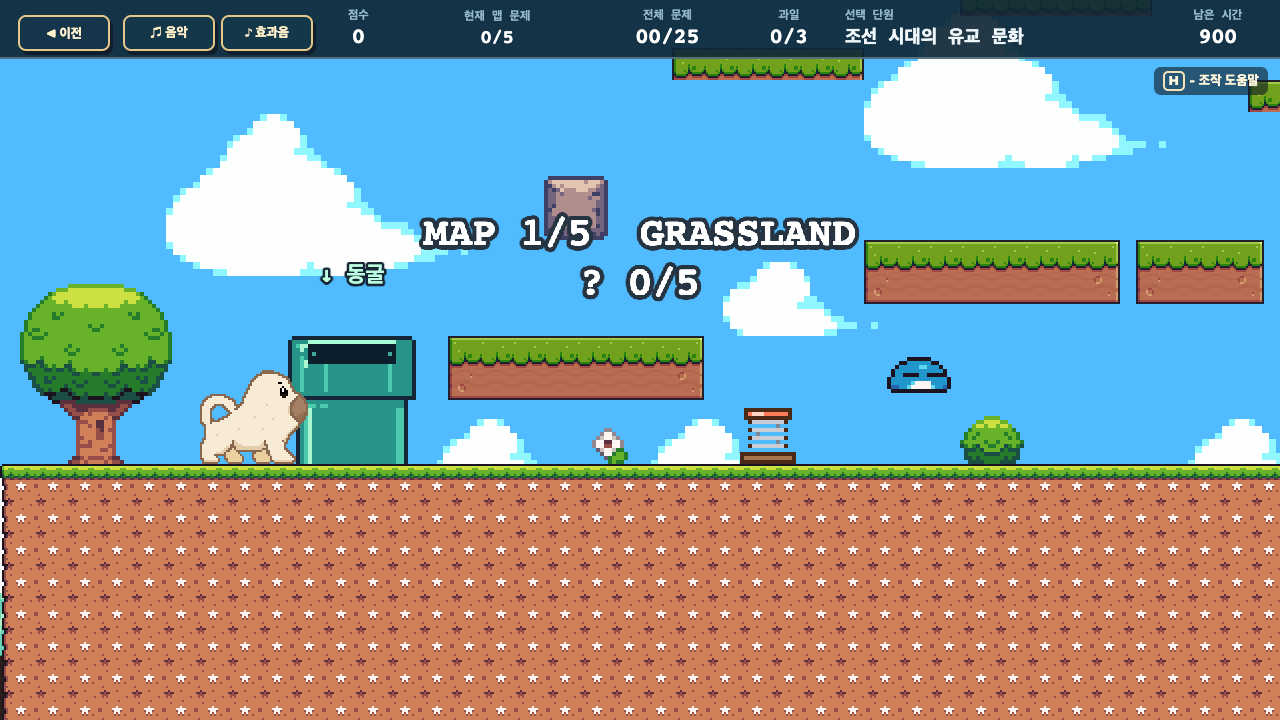 ◀ 이전
♫ 음악
♪ 효과음
점수
0
현재 맵 문제
0/5
전체 문제
00/25
과일
0/3
선택 단원
조선 시대의 유교 문화
남은 시간
900
H - 조작 도움말
MAP 1/5 GRASSLAND
? 0/5
↓ 동굴